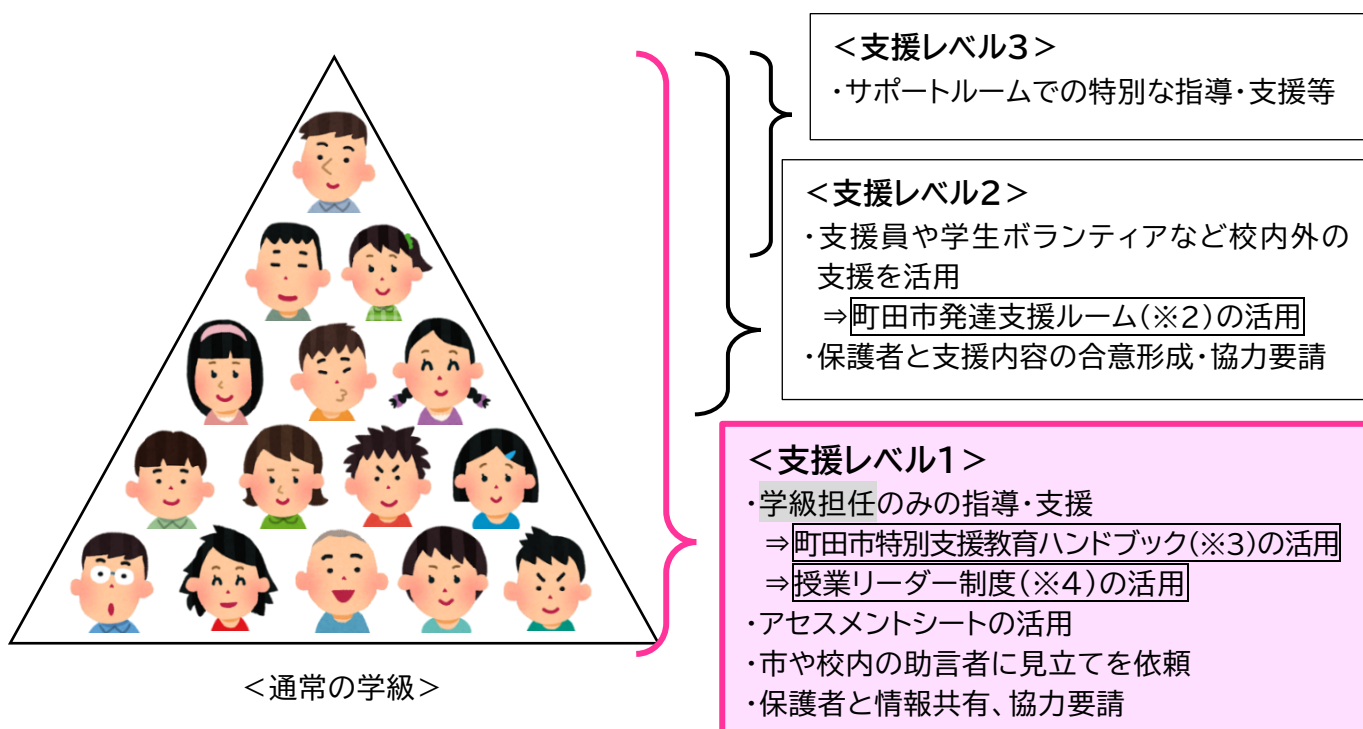 <支援レベル3>
・サポートルームでの特別な指導・支援等
<支援レベル2>
・支援員や学生ボランティアなど校内外の
支援を活用
⇒町田市発達支援ルーム(※2)の活用
・保護者と支援内容の合意形成・協力要請
<支援レベル1>
・学級担任のみの指導・支援
⇒町田市特別支援教育ハンドブック(※3)の活用
⇒授業リーダー制度(※4)の活用
・アセスメントシートの活用
・市や校内の助言者に見立てを依頼
・保護者と情報共有、協力要請
<通常の学級>